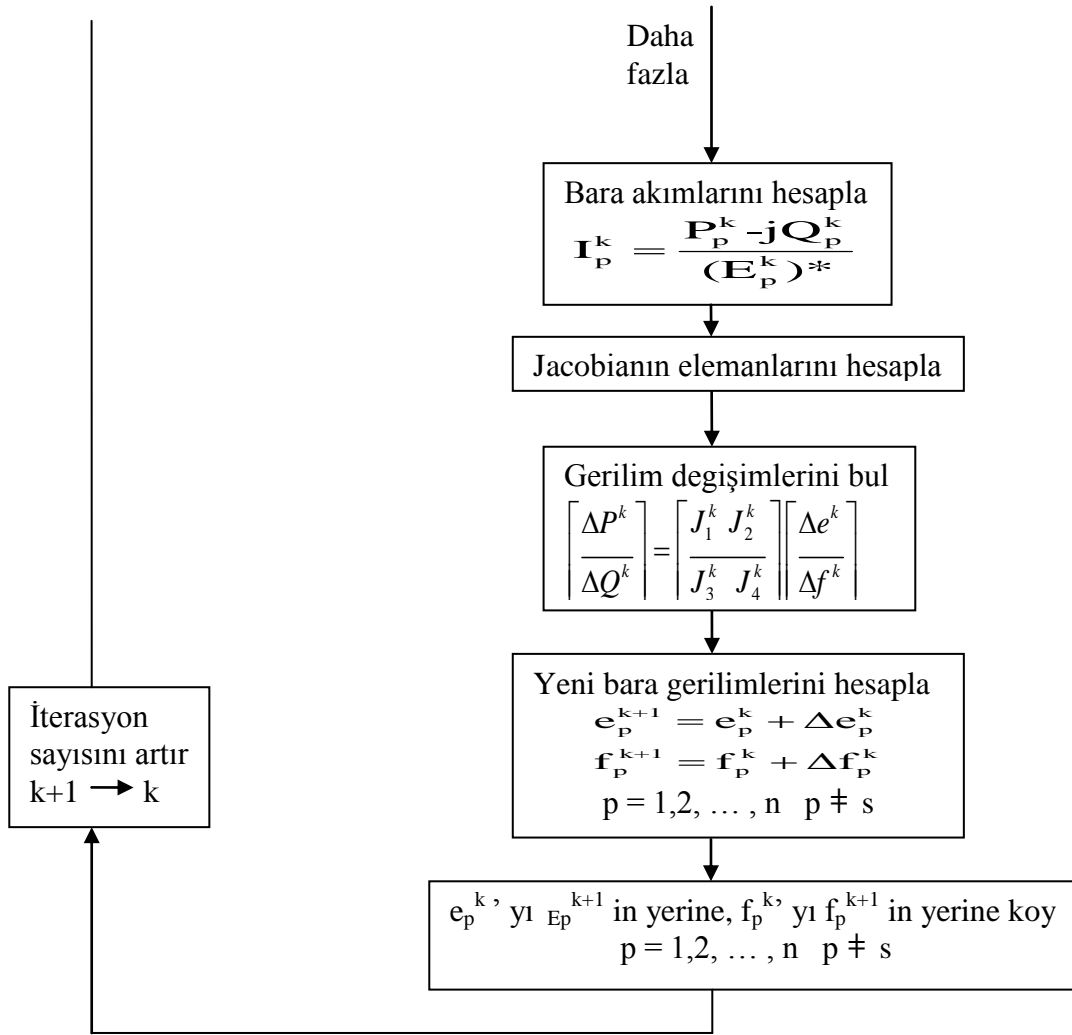 Daha
fazla
Bara akımlarını hesapla
I_p^k = (P_p^k -jQ_p^k) / (E_p^k)*
Jacobianın elemanlarını hesapla
Gerilim degişimlerini bul
[ΔP^k / ΔQ^k] = [J_1^k J_2^k / J_3^k J_4^k] [Δe^k / Δf^k]
Yeni bara gerilimlerini hesapla
e_p^{k+1} = e_p^k + Δe_p^k
f_p^{k+1} = f_p^k + Δf_p^k
p = 1,2, … , n p ‡ s
e_p^k ’ yı Ep^{k+1} in yerine, f_p^k’ yı f_p^{k+1} in yerine koy
p = 1,2, … , n p ‡ s
İterasyon
sayısını artır
k+1 → k